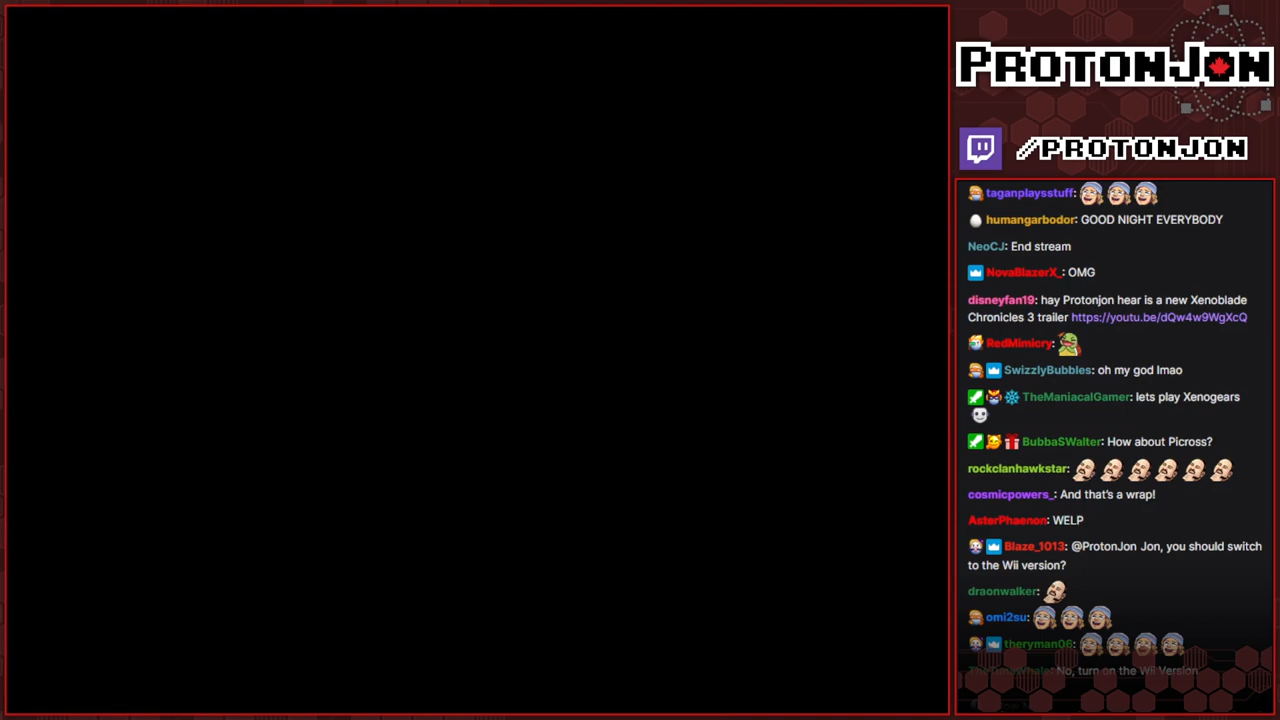 PROTONJON
/PROTONJON
taganplaysstuff:
humangarbodor: GOOD NIGHT EVERYBODY
NeoCJ: End stream
NovaBlazerX_: OMG
disneyfan19: hay Protonjon hear is a new Xenoblade
Chronicles 3 trailer https://youtu.be/dQw4w9WgXcQ
RedMimicry:
SwizzlyBubbles: oh my god lmao
TheManiacalGamer: lets play Xenogears
BubbaSWalter: How about Picross?
rockclanhawkstar:
cosmicpowers_: And that's a wrap!
AsterPhaenon: WELP
Blaze_1013: @ProtonJon Jon, you should switch
to the Wii version?
draonwalker:
omi2su:
theryman06:
No, turn on the Wii Version